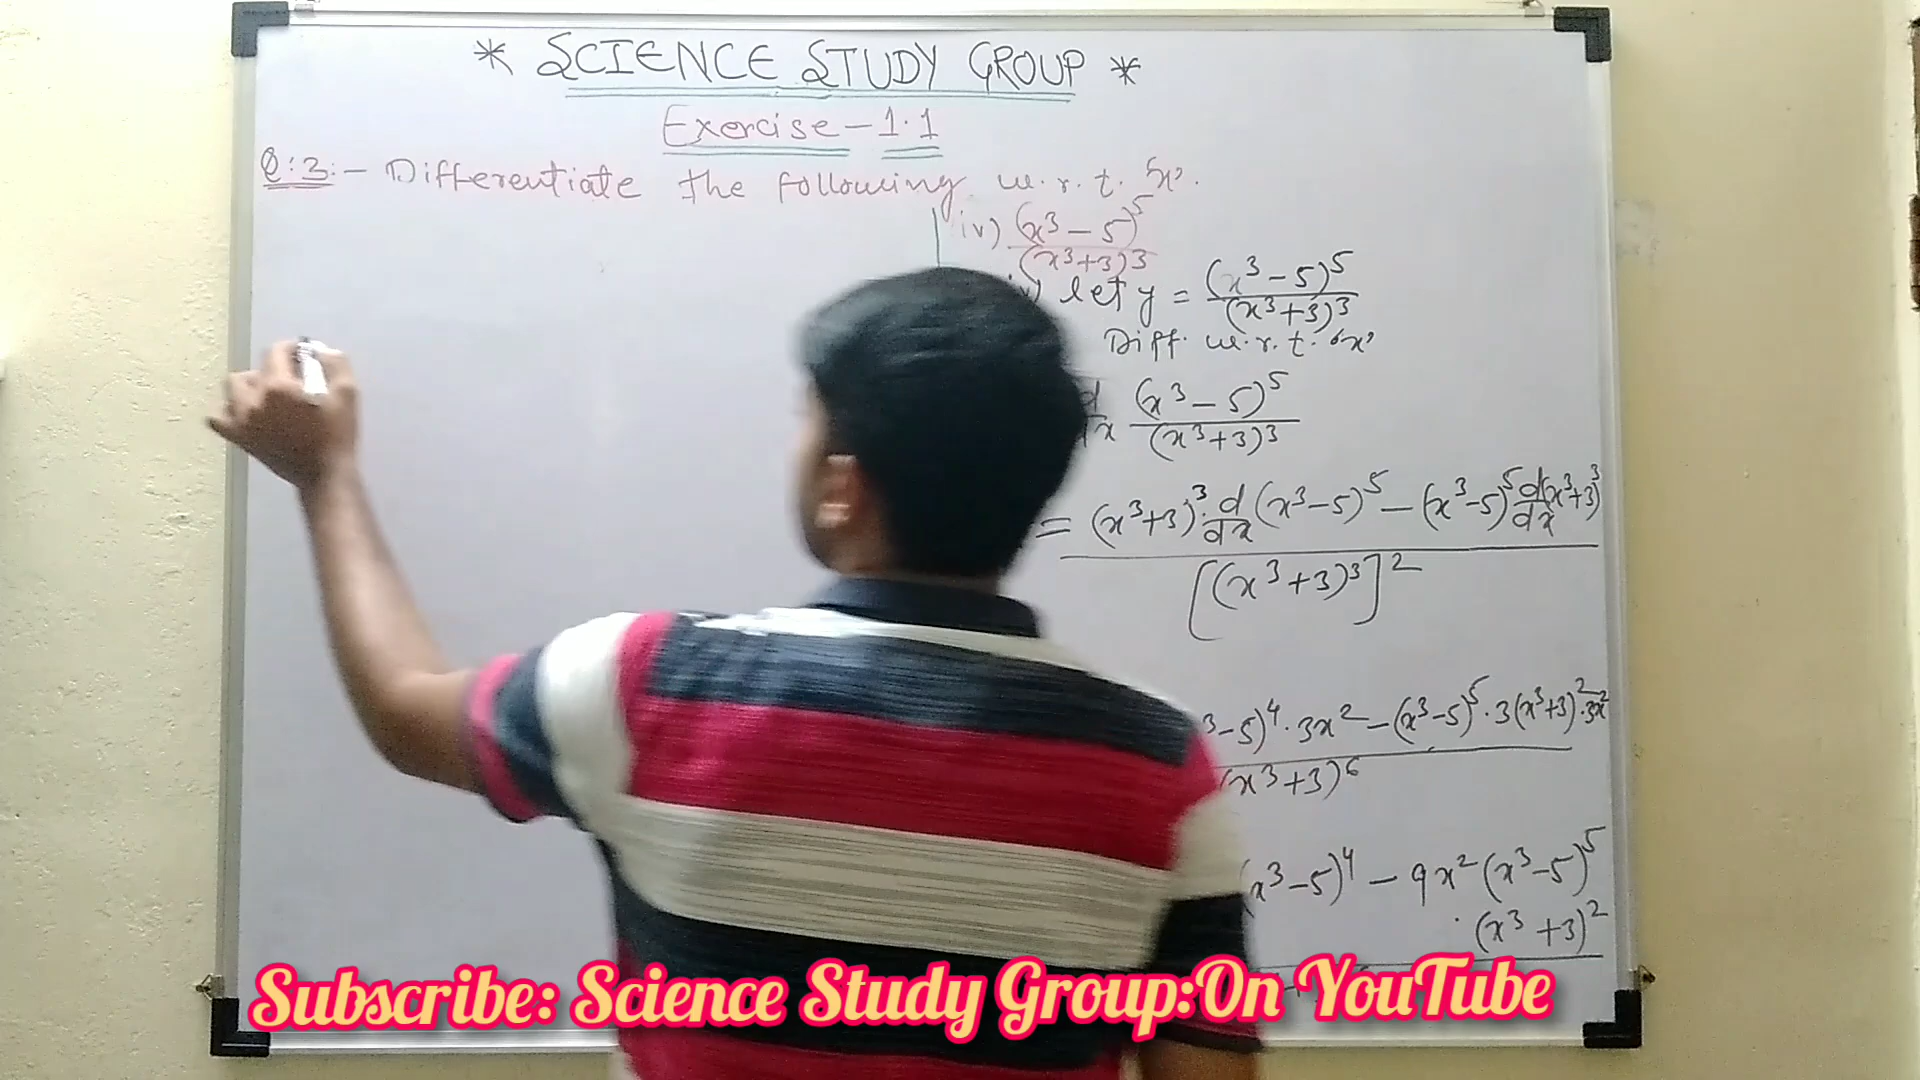 * SCIENCE STUDY GROUP *
Exercise - 1.1
Q:3:- Differentiate the following w.r.t. 'x'.
iv) (x³ - 5)⁵
(x³+3)³
let y = (x³ - 5)⁵
(x³+3)³
Diff. w.r.t. 'x'
(x³ - 5)⁵
x (x³+3)³
= (x³+3)³. d/dx (x³-5)⁵ - (x³-5)⁵ d/dx (x³+3)³
[(x³+3)³]²
³-5)⁴ . 3x² - (x³-5)⁵ . 3(x³+3)² . 3x²
(x³+3)⁶
(x³-5)⁴ - 9x² (x³-5)⁵
. (x³+3)²
Subscribe: Science Study Group:On YouTube